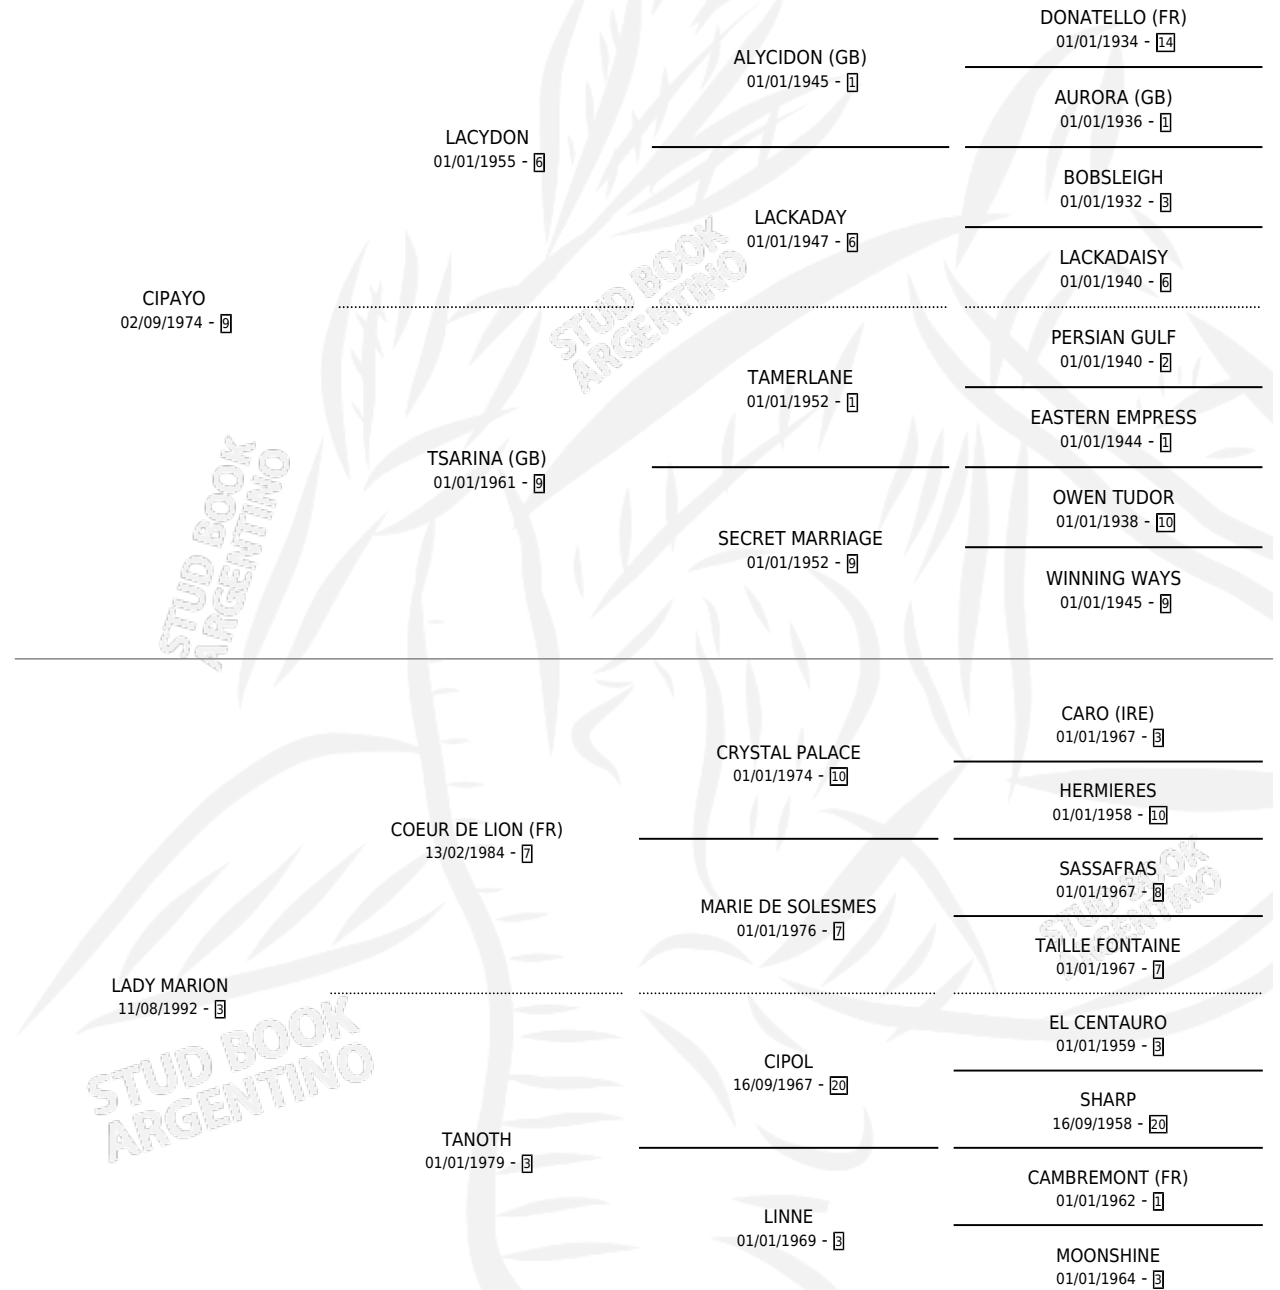 DONATELLO (FR)
01/01/1934 - 14
ALYCIDON (GB)
01/01/1945 - 1
AURORA (GB)
01/01/1936 - 1
LACYDON
01/01/1955 - 6
BOBSLEIGH
01/01/1932 - 3
LACKADAY
01/01/1947 - 6
LACKADAISY
01/01/1940 - 6
CIPAYO
02/09/1974 - 9
PERSIAN GULF
01/01/1940 - 2
TAMERLANE
01/01/1952 - 1
EASTERN EMPRESS
01/01/1944 - 1
TSARINA (GB)
01/01/1961 - 9
OWEN TUDOR
01/01/1938 - 10
SECRET MARRIAGE
01/01/1952 - 9
WINNING WAYS
01/01/1945 - 9
CARO (IRE)
01/01/1967 - 3
CRYSTAL PALACE
01/01/1974 - 10
HERMIERES
01/01/1958 - 10
COEUR DE LION (FR)
13/02/1984 - 7
SASSAFRAS
01/01/1967 - 8
MARIE DE SOLESMES
01/01/1976 - 7
TAILLE FONTAINE
01/01/1967 - 7
LADY MARION
11/08/1992 - 3
EL CENTAURO
01/01/1959 - 3
CIPOL
16/09/1967 - 20
SHARP
16/09/1958 - 20
TANOTH
01/01/1979 - 3
CAMBREMONT (FR)
01/01/1962 - 1
LINNE
01/01/1969 - 3
MOONSHINE
01/01/1964 - 3
STUD BOOK
ARGENTINO
STUD BOOK
ARGENTINO
STUD BOOK
ARGENTINO
STUD BOOK
ARGENTINO